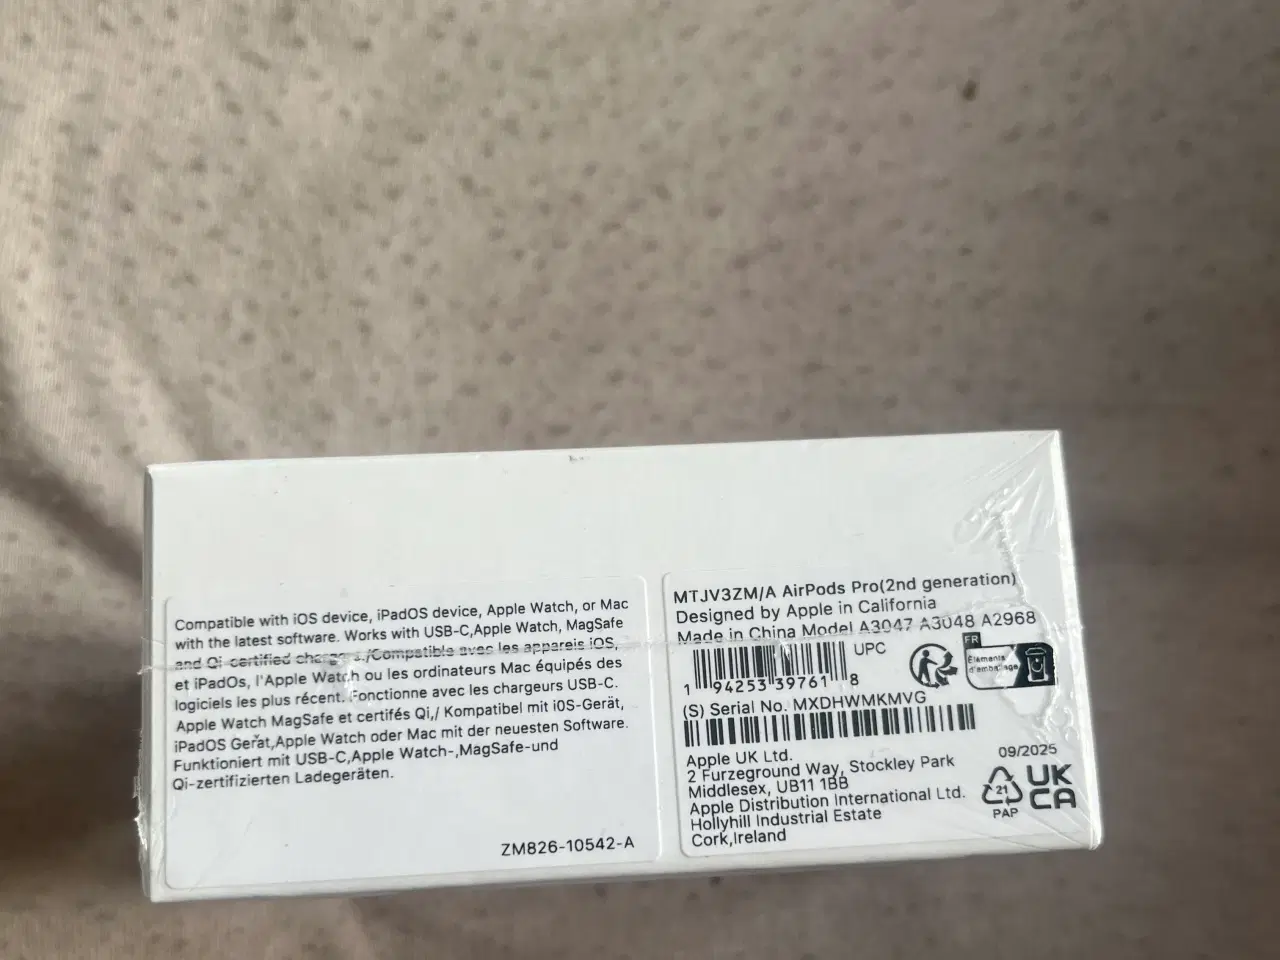 Compatible with iOS device, iPadOS device, Apple Watch, or Mac
with the latest software. Works with USB-C,Apple Watch, MagSafe
and Qi-certified chargers./Compatible avec les appareils iOS,
et iPadOS, l'Apple Watch ou les ordinateurs Mac équipés des
logiciels les plus récent. Fonctionne avec les chargeurs USB-C.
Apple Watch MagSafe et certifés Qi,/ Kompatibel mit iOS-Gerät,
iPadOS Geřat,Apple Watch oder Mac mit der neuesten Software.
Funktioniert mit USB-C,Apple Watch-,MagSafe-und
Qi-zertifizierten Ladegeräten.
ZM826-10542-A
MTJV3ZM/A AirPods Pro(2nd generation)
Designed by Apple in California
Made in China Model A3047 A3048 A2968
UPC
1 94253 39761 8
FR
Éléments
d'emballage
(S) Serial No. MXDHWMKMVG
Apple UK Ltd.
2 Furzeground Way, Stockley Park
Middlesex, UB11 1BB
Apple Distribution International Ltd.
Hollyhill Industrial Estate
Cork,Ireland
09/2025
21
PAP
UK
CA